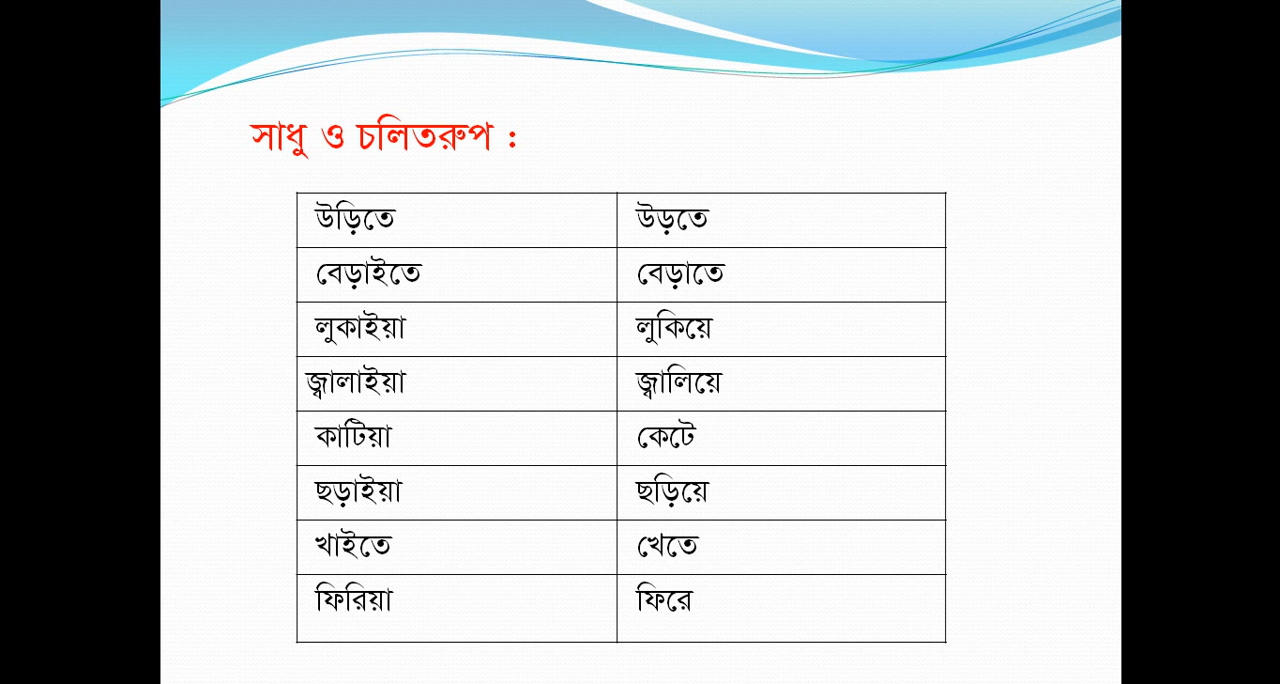 সাধু ও চলিতরুপ :
উড়িতে উড়তে
বেড়াইতে বেড়াতে
লুকাইয়া লুকিয়ে
জ্বালাইয়া জ্বালিয়ে
কাটিয়া কেটে
ছড়াইয়া ছড়িয়ে
খাইতে খেতে
ফিরিয়া ফিরে